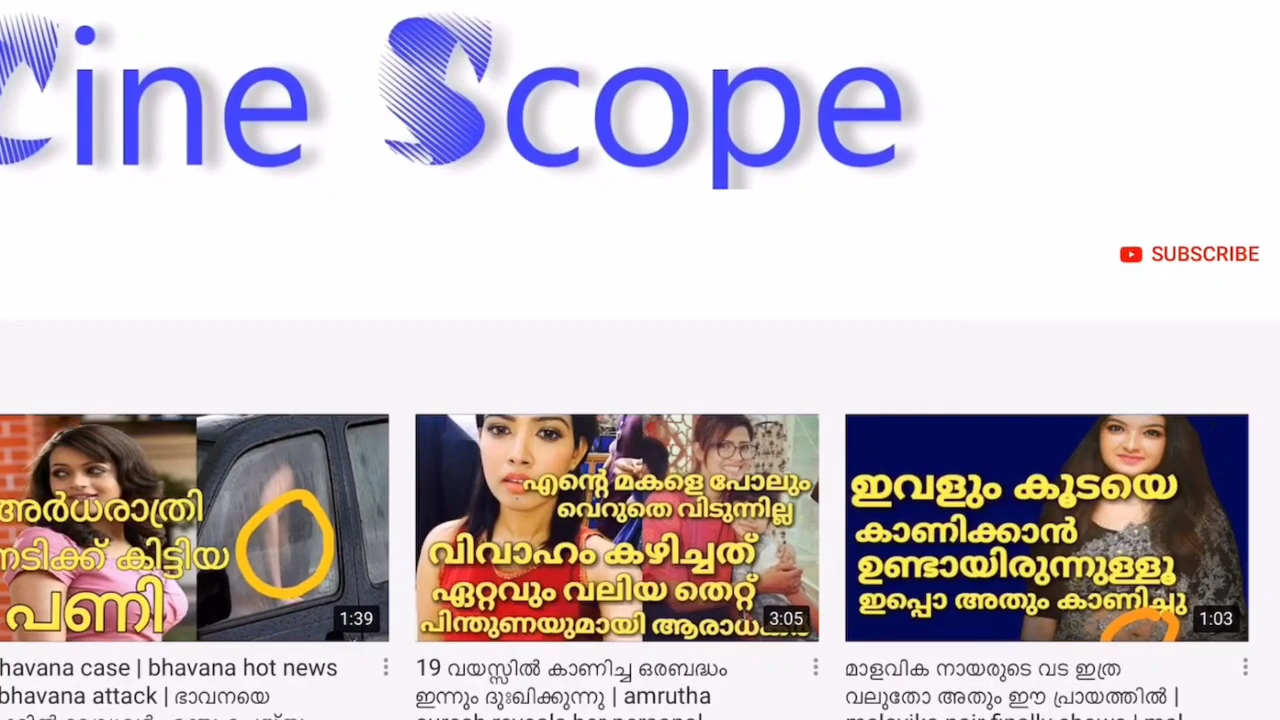 Cine Scope
SUBSCRIBE
അർധരാത്രി
നടിക്ക് കിട്ടിയ
പണി
1:39
എന്റെ മകളെ പോലും
വെറുതെ വിടുന്നില്ല
വിവാഹം കഴിച്ചത്
ഏറ്റവും വലിയ തെറ്റ്
പിന്തുണയുമായി
3:05
ഇവളും കൂടയെ
കാണിക്കാൻ
ഉണ്ടായിരുന്നുള്ളൂ
ഇപ്പൊ അതും കാണിച്ചു
1:03
havana case | bhavana hot news
bhavana attack | ഭാവനയെ
19 വയസ്സിൽ കാണിച്ച ഒരബദ്ധം
ഇന്നും ദുഃഖിക്കുന്നു | amrutha
മാളവിക നായരുടെ വട ഇത്ര
വലുതോ അതും ഈ പ്രായത്തിൽ |